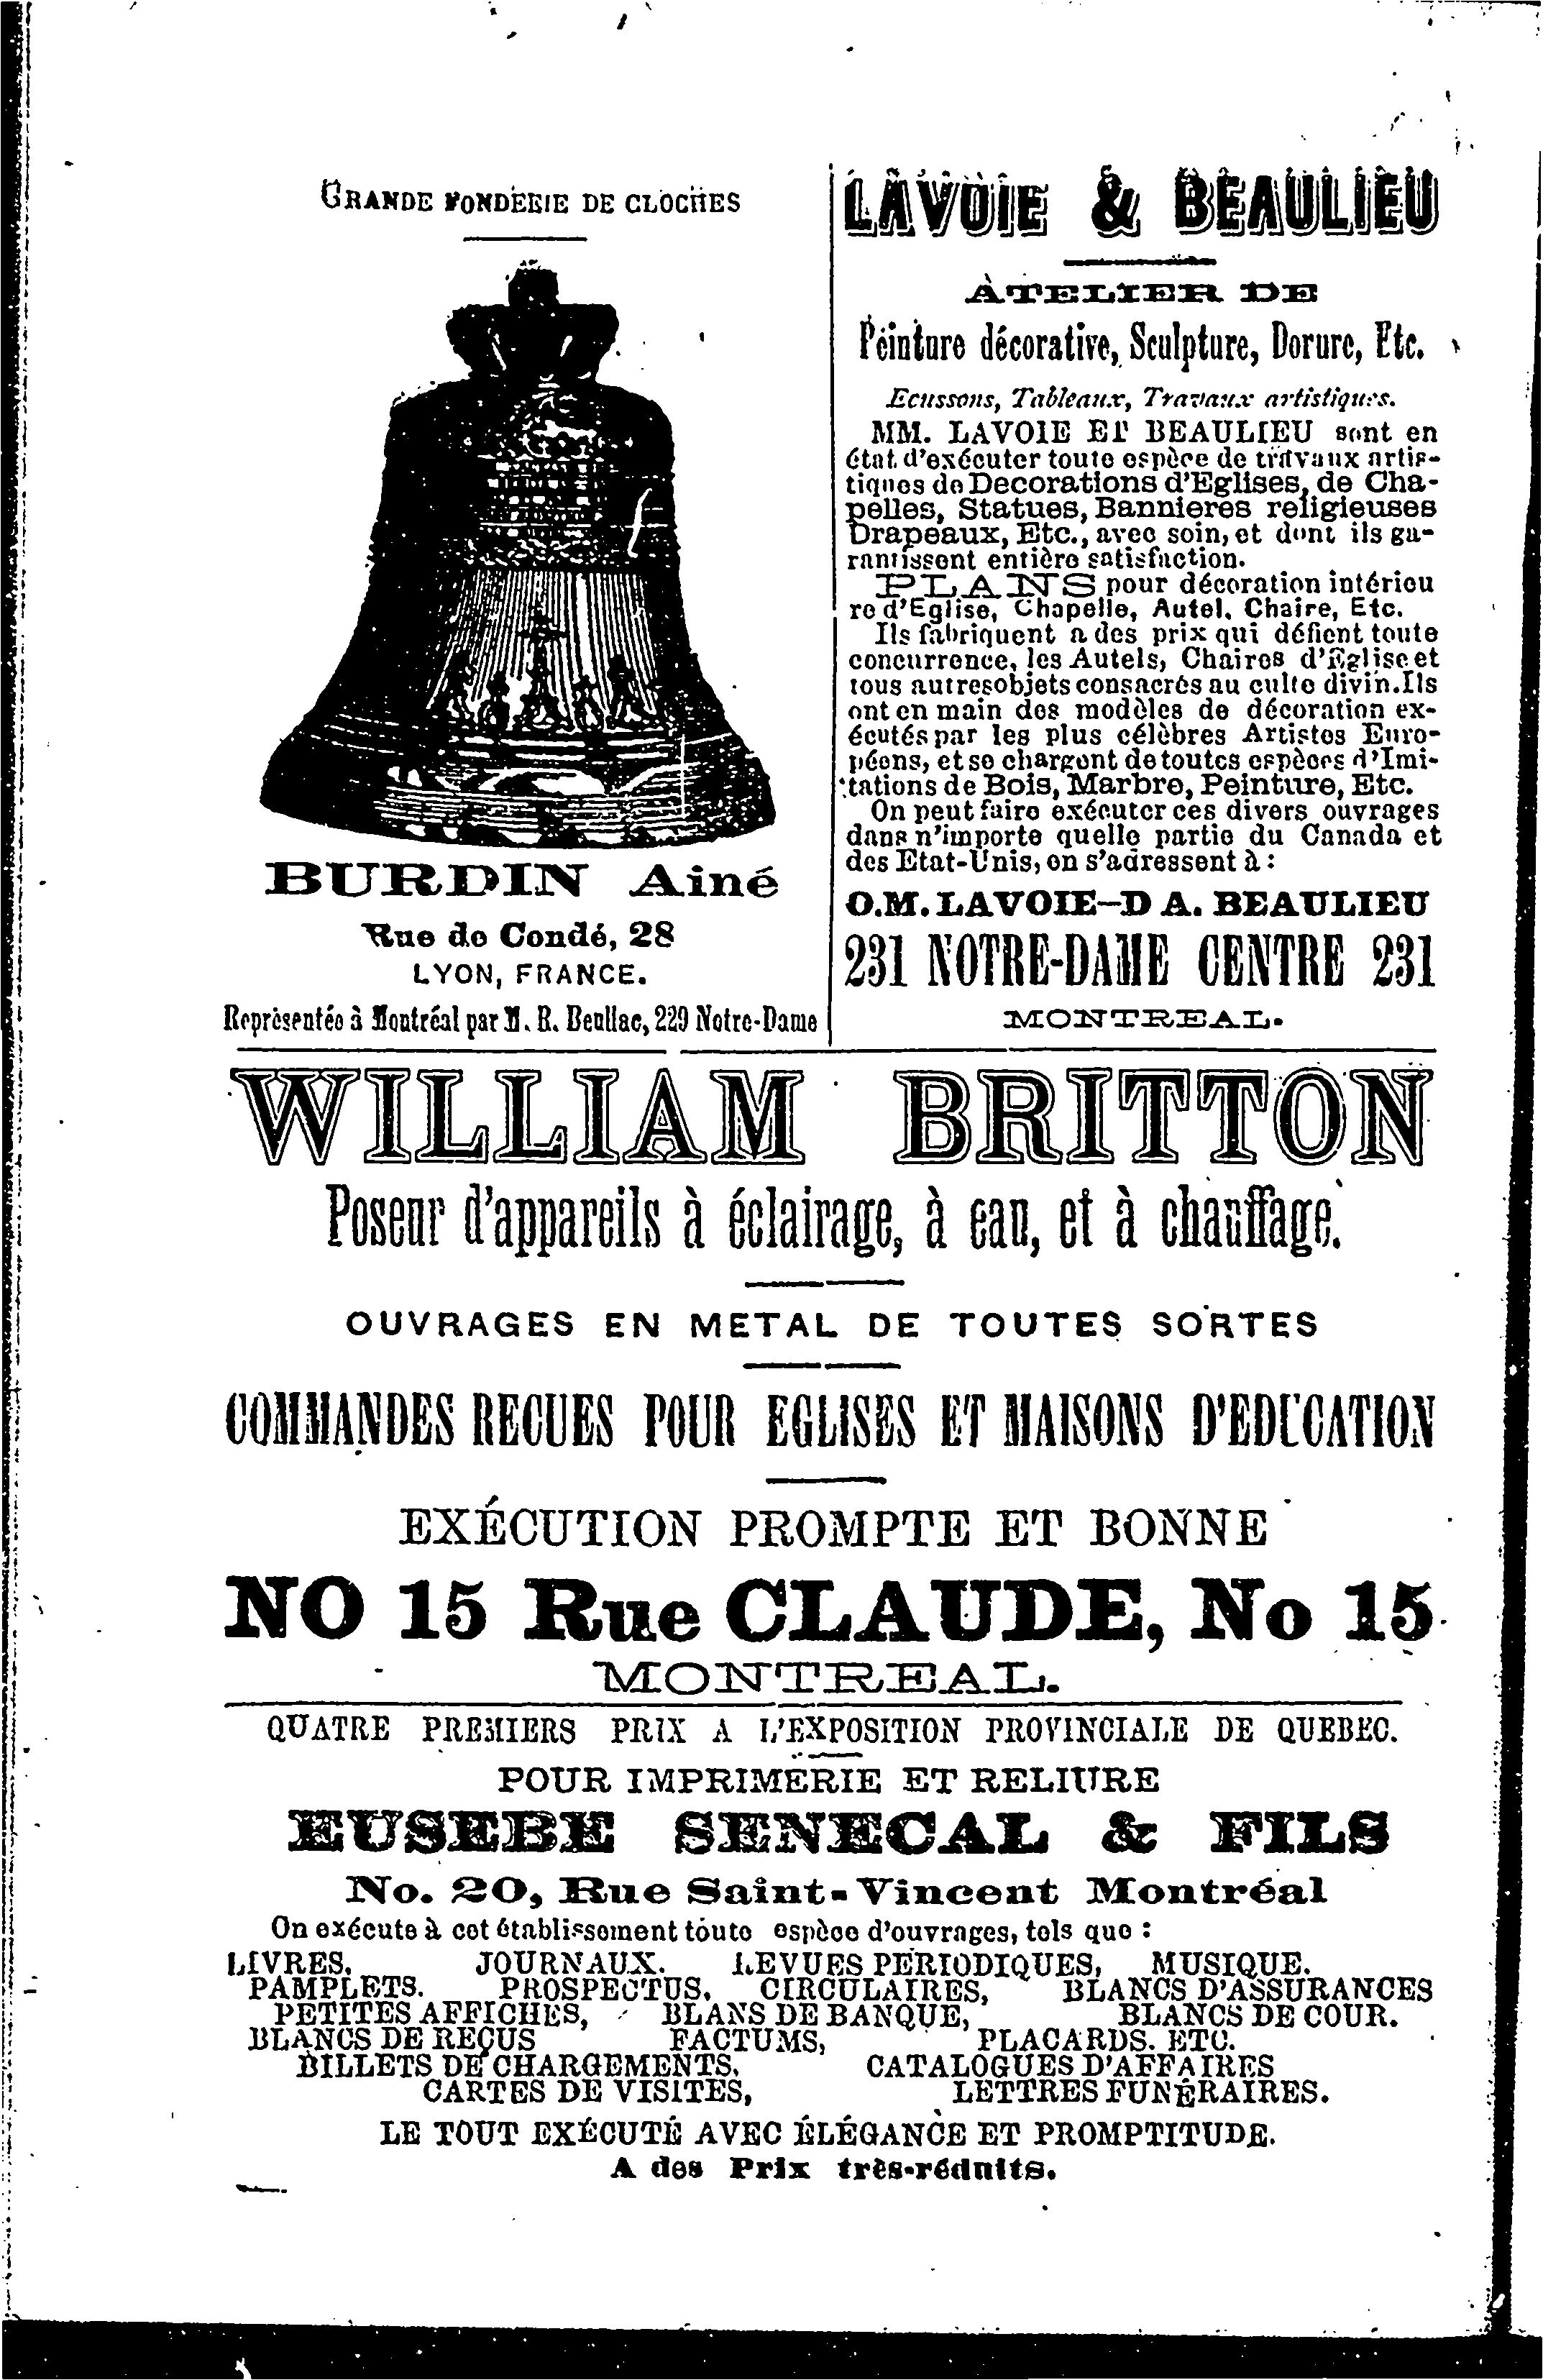 GRANDE FONDERIE DE CLOCHES
BURDIN Ainé
Rue de Condé, 28
LYON, FRANCE.
Représentée à Montréal par M. R. Beullac, 229 Notre-Dame
LAVOIE & BEAULIEU
ATELIER DE
Peinture décorative, Sculpture, Dorure, Etc.
Ecussons, Tableaux, Travaux artistiques.
MM. LAVOIE ET BEAULIEU sont en
état d'exécuter toute espèce de travaux artis-
tiques de Decorations d'Eglises, de Cha-
pelles, Statues, Bannieres religieuses
Drapeaux, Etc., avec soin, et dont ils ga-
rantissent entière satisfaction.
PLANS pour décoration intérieu
re d'Eglise, Chapelle, Autel, Chaire, Etc.
Ils fabriquent a des prix qui défient toute
concurrence, les Autels, Chaires d'Eglise et
tous autres objets consacrés au culte divin. Ils
ont en main des modèles de décoration ex-
écutés par les plus célèbres Artistes Euro-
péens, et se chargent de toutes espèces d'Imi-
tations de Bois, Marbre, Peinture, Etc.
On peut faire exécuter ces divers ouvrages
dans n'importe quelle partie du Canada et
des Etat-Unis, en s'adressent à :
O.M. LAVOIE—D A. BEAULIEU
231 NOTRE-DAME CENTRE 231
MONTREAL.
WILLIAM BRITTON
Poseur d'appareils à éclairage, à eau, et à chauffage.
OUVRAGES EN METAL DE TOUTES SORTES
COMMANDES RECUES POUR EGLISES ET MAISONS D'EDUCATION
EXÉCUTION PROMPTE ET BONNE
NO 15 Rue CLAUDE, No 15
MONTREAL.
QUATRE PREMIERS PRIX A L'EXPOSITION PROVINCIALE DE QUEBEC.
POUR IMPRIMERIE ET RELIURE
EUSEBE SENECAL & FILS
No. 20, Rue Saint-Vincent Montréal
On exécute à cet établissement toute espèce d'ouvrages, tels que :
LIVRES, JOURNAUX. REVUES PERIODIQUES, MUSIQUE.
PAMPLETS. PROSPECTUS, CIRCULAIRES, BLANCS D'ASSURANCES
PETITES AFFICHES, BLANS DE BANQUE, BLANCS DE COUR.
BLANCS DE REÇUS FACTUMS, PLACARDS. ETC.
BILLETS DE CHARGEMENTS, CATALOGUES D'AFFAIRES
CARTES DE VISITES, LETTRES FUNÉRAIRES.
LE TOUT EXÉCUTÉ AVEC ÉLÉGANCE ET PROMPTITUDE.
A des Prix très-réduits.